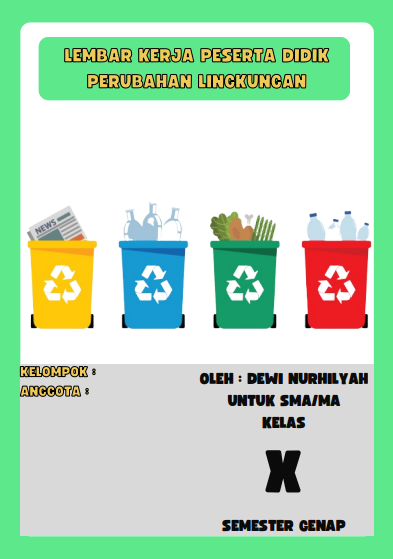 LEMBAR KERJA PESERTA DIDIK
PERUBAHAN LINGKUNGAN
NEWS
KELOMPOK :
ANGGOTA :
OLEH : DEWI NURHILYAH
UNTUK SMA/MA
KELAS
X
SEMESTER GENAP